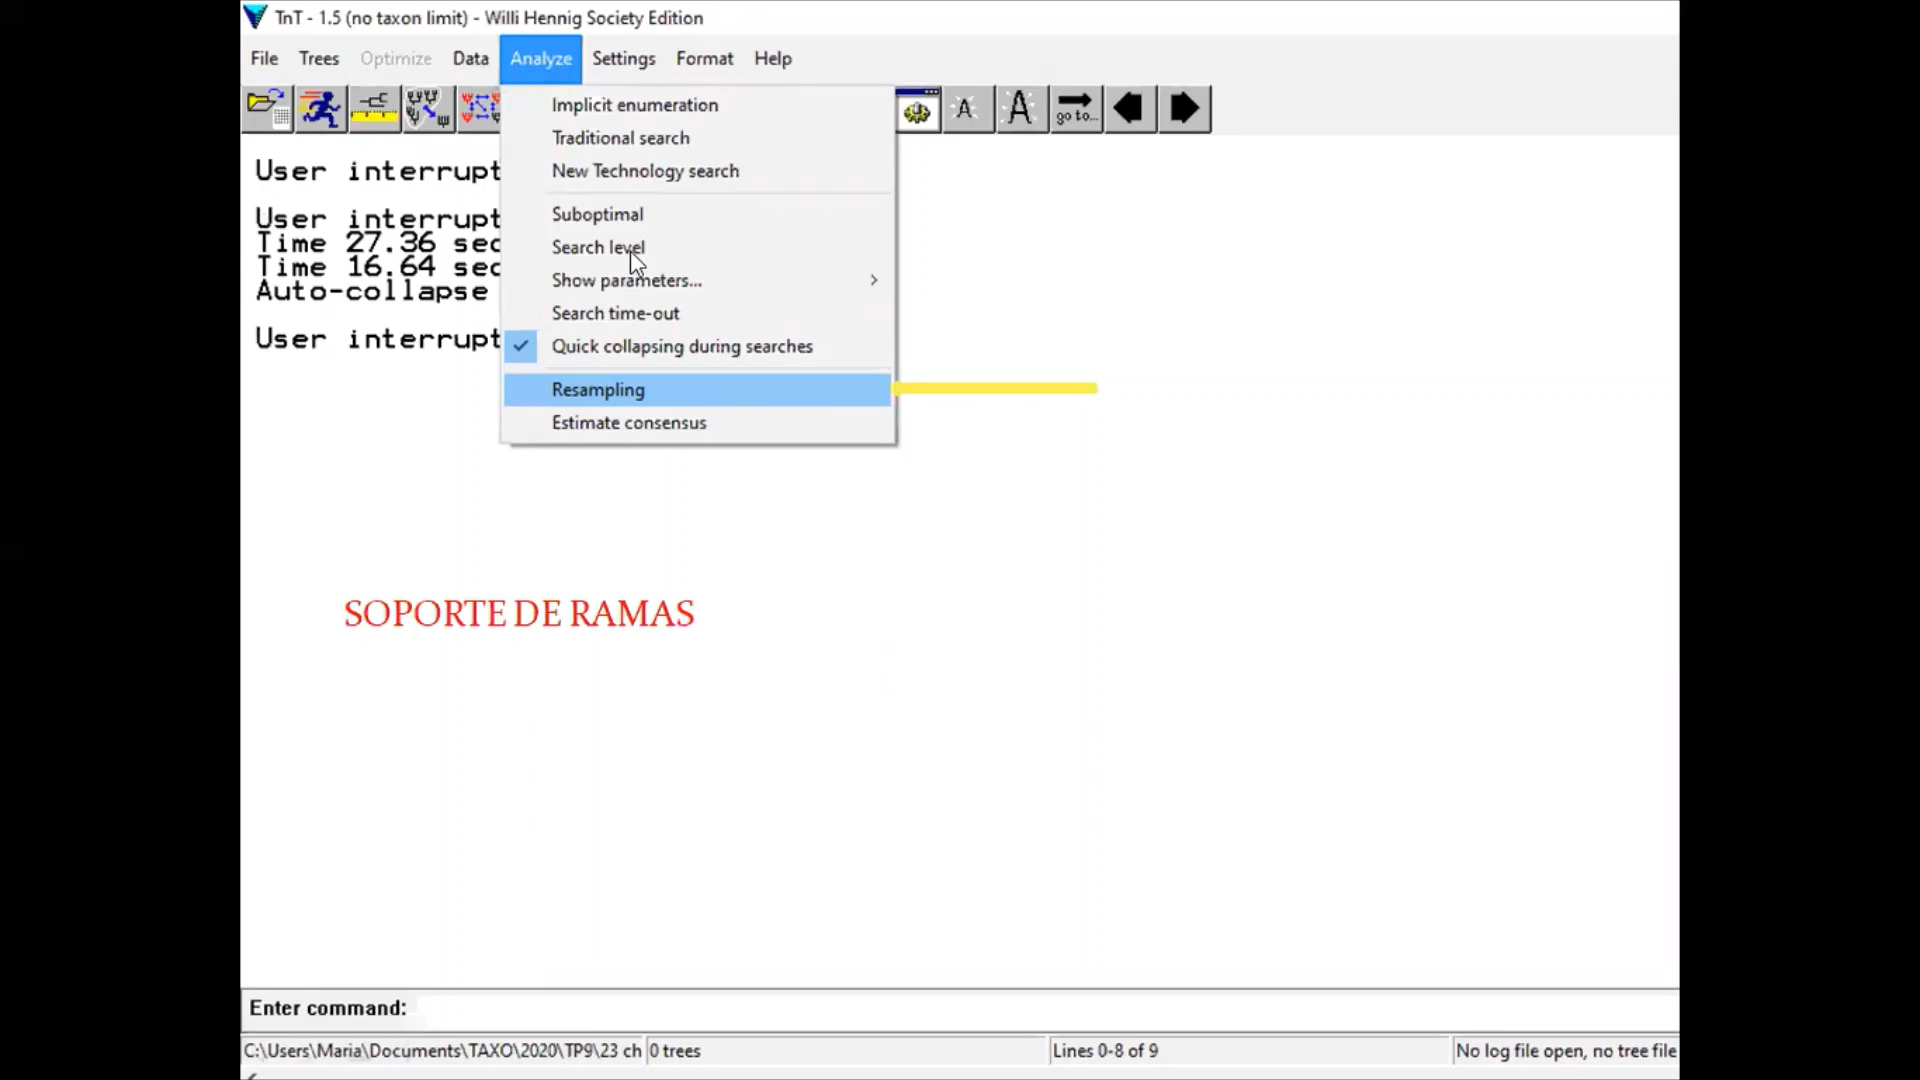 TnT - 1.5 (no taxon limit) - Willi Hennig Society Edition
File Trees Optimize Data Analyze Settings Format Help
A A go to...
Implicit enumeration
Traditional search
New Technology search
Suboptimal
Search level
Show parameters...
Search time-out
Quick collapsing during searches
Resampling
Estimate consensus
User interrupt
User interrupt
Time 27.36 sec
Time 16.64 sec
Auto-collapse
User interrupt
SOPORTE DE RAMAS
Enter command:
C:\Users\Maria\Documents\TAXO\2020\TP9\23 ch 0 trees Lines 0-8 of 9 No log file open, no tree file